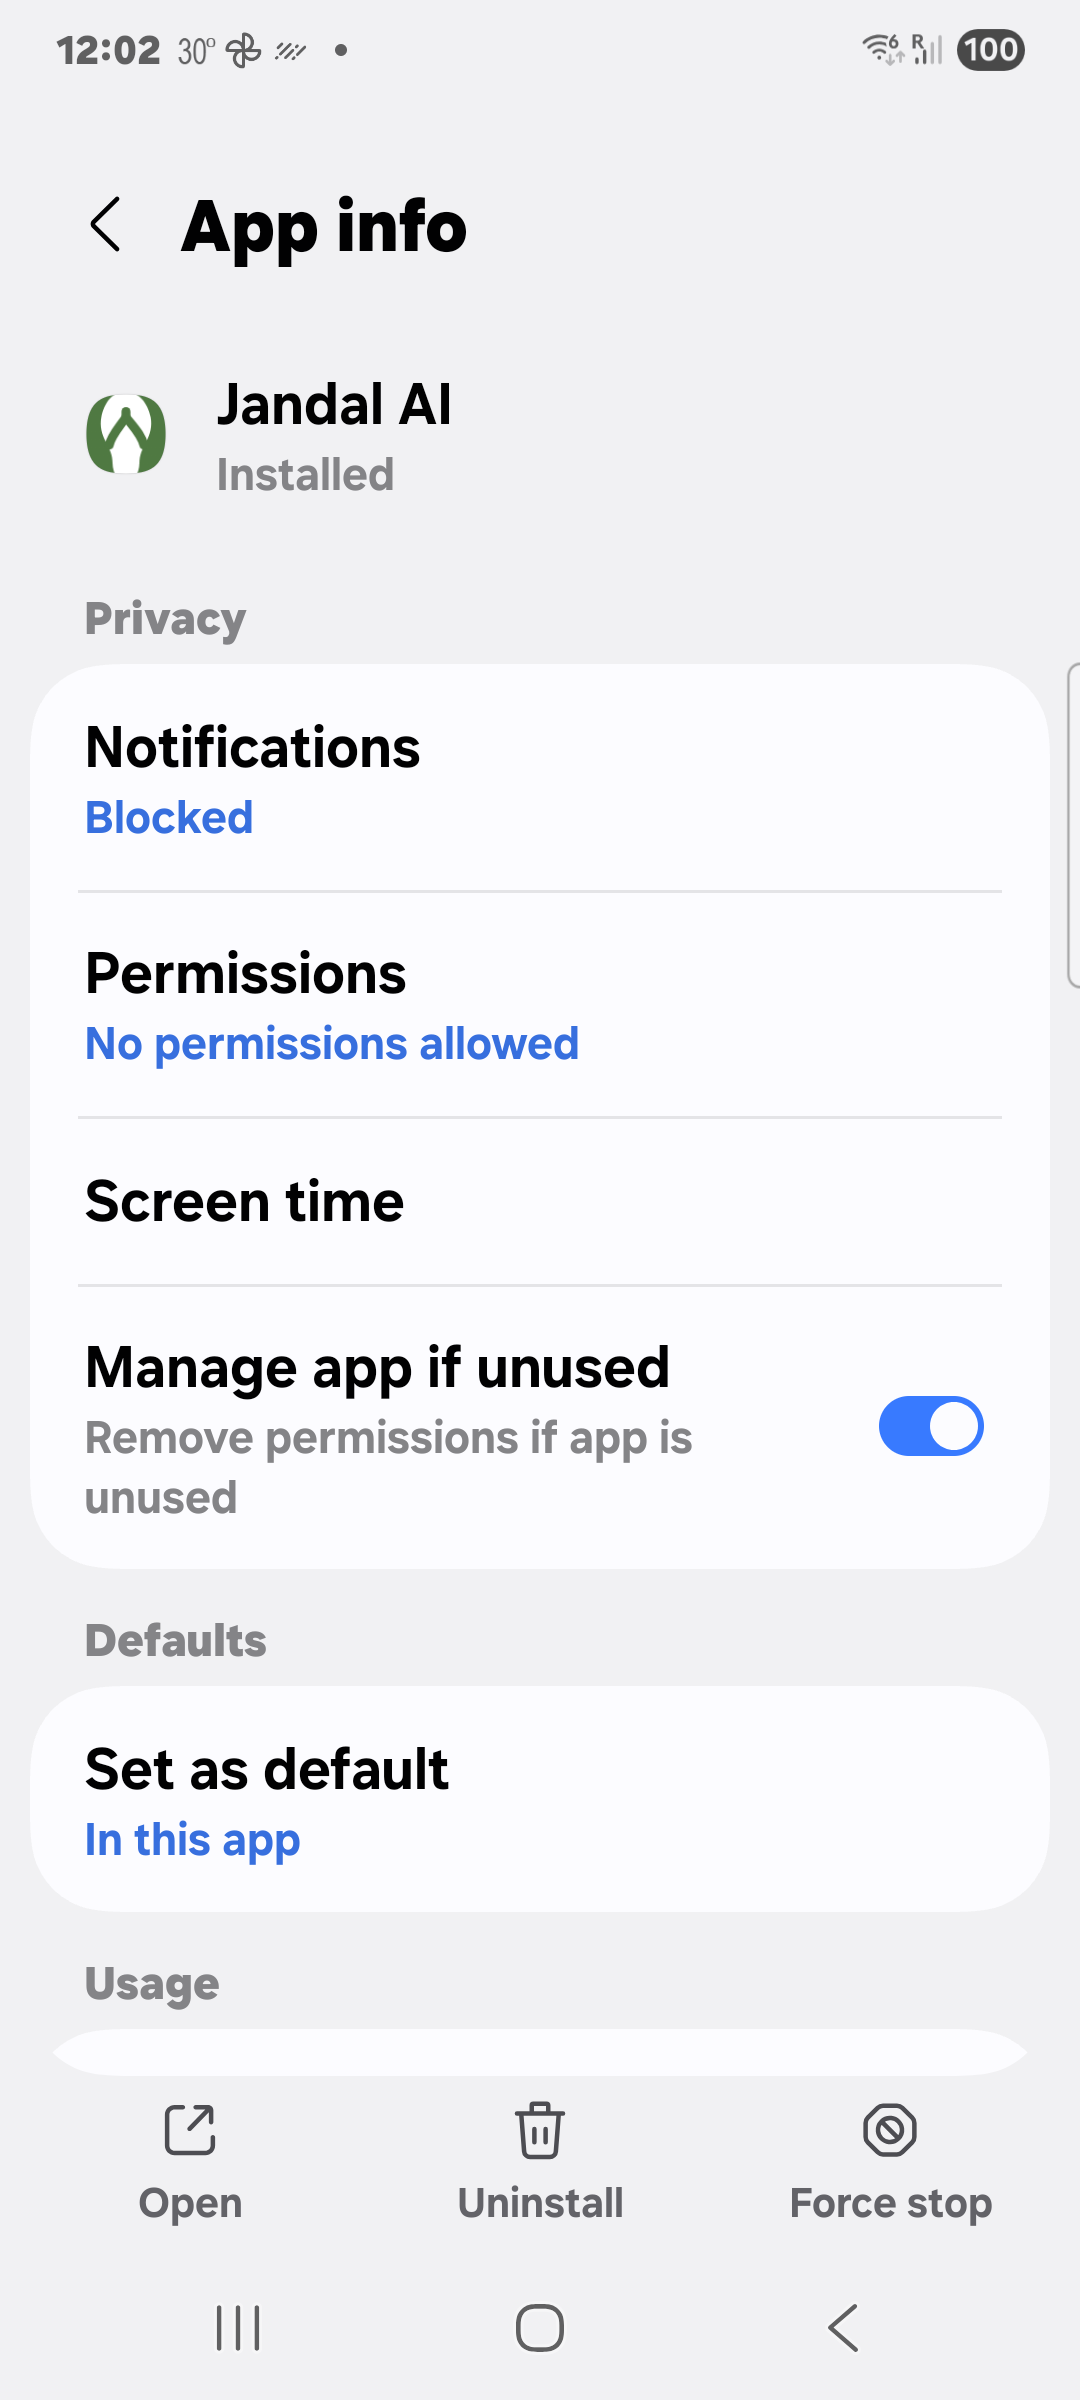 12:02 30°
6 R 100
App info
Jandal AI
Installed
Privacy
Notifications
Blocked
Permissions
No permissions allowed
Screen time
Manage app if unused
Remove permissions if app is
unused
Defaults
Set as default
In this app
Usage
Open Uninstall Force stop